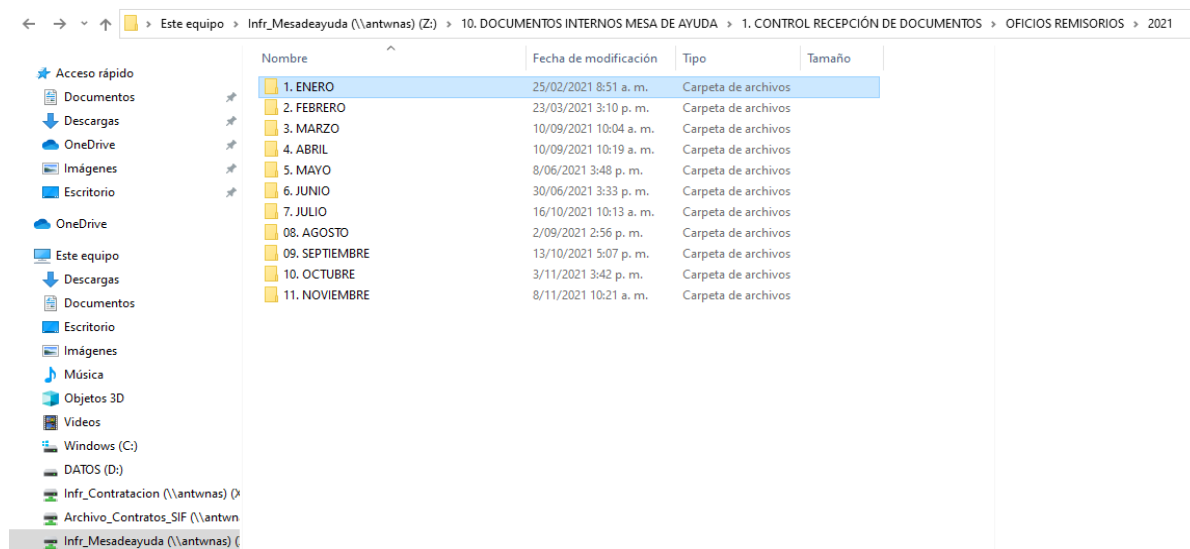 Este equipo > Infr_Mesadeayuda (\\antwnas) (Z:) > 10. DOCUMENTOS INTERNOS MESA DE AYUDA > 1. CONTROL RECEPCIÓN DE DOCUMENTOS > OFICIOS REMISORIOS > 2021
Acceso rápido
Documentos
Descargas
OneDrive
Imágenes
Escritorio
OneDrive
Este equipo
Descargas
Documentos
Escritorio
Imágenes
Música
Objetos 3D
Videos
Windows (C:)
DATOS (D:)
Infr_Contratacion (\\antwnas) (X
Archivo_Contratos_SIF (\\antwn
Infr_Mesadeayuda (\\antwnas) (
Nombre Fecha de modificación Tipo Tamaño
1. ENERO 25/02/2021 8:51 a. m. Carpeta de archivos
2. FEBRERO 23/03/2021 3:10 p. m. Carpeta de archivos
3. MARZO 10/09/2021 10:04 a. m. Carpeta de archivos
4. ABRIL 10/09/2021 10:19 a. m. Carpeta de archivos
5. MAYO 8/06/2021 3:48 p. m. Carpeta de archivos
6. JUNIO 30/06/2021 3:33 p. m. Carpeta de archivos
7. JULIO 16/10/2021 10:13 a. m. Carpeta de archivos
08. AGOSTO 2/09/2021 2:56 p. m. Carpeta de archivos
09. SEPTIEMBRE 13/10/2021 5:07 p. m. Carpeta de archivos
10. OCTUBRE 3/11/2021 3:42 p. m. Carpeta de archivos
11. NOVIEMBRE 8/11/2021 10:21 a. m. Carpeta de archivos